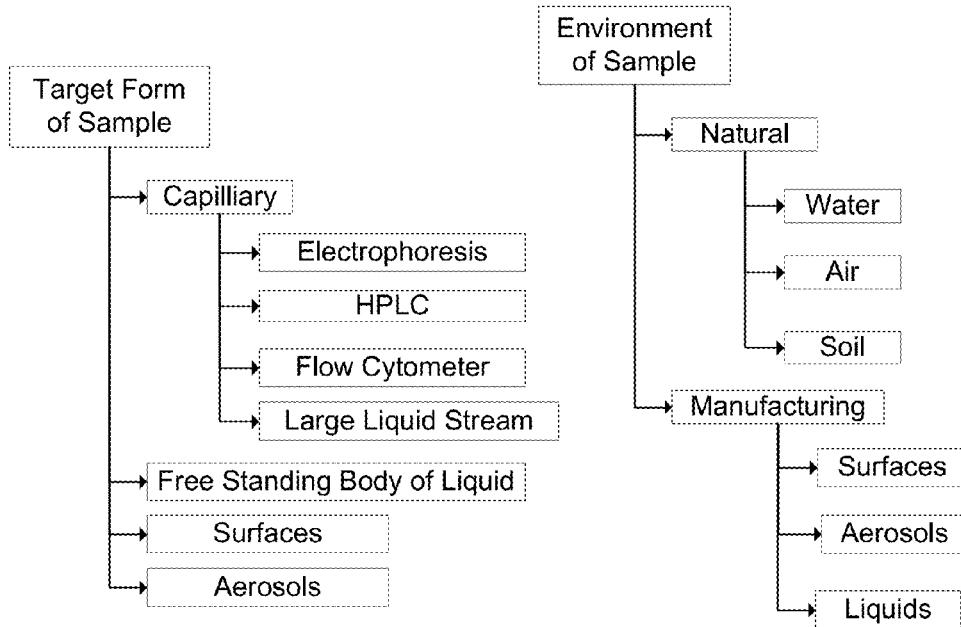 Target Form
of Sample
Capilliary
Electrophoresis
HPLC
Flow Cytometer
Large Liquid Stream
Free Standing Body of Liquid
Surfaces
Aerosols
Environment
of Sample
Natural
Water
Air
Soil
Manufacturing
Surfaces
Aerosols
Liquids